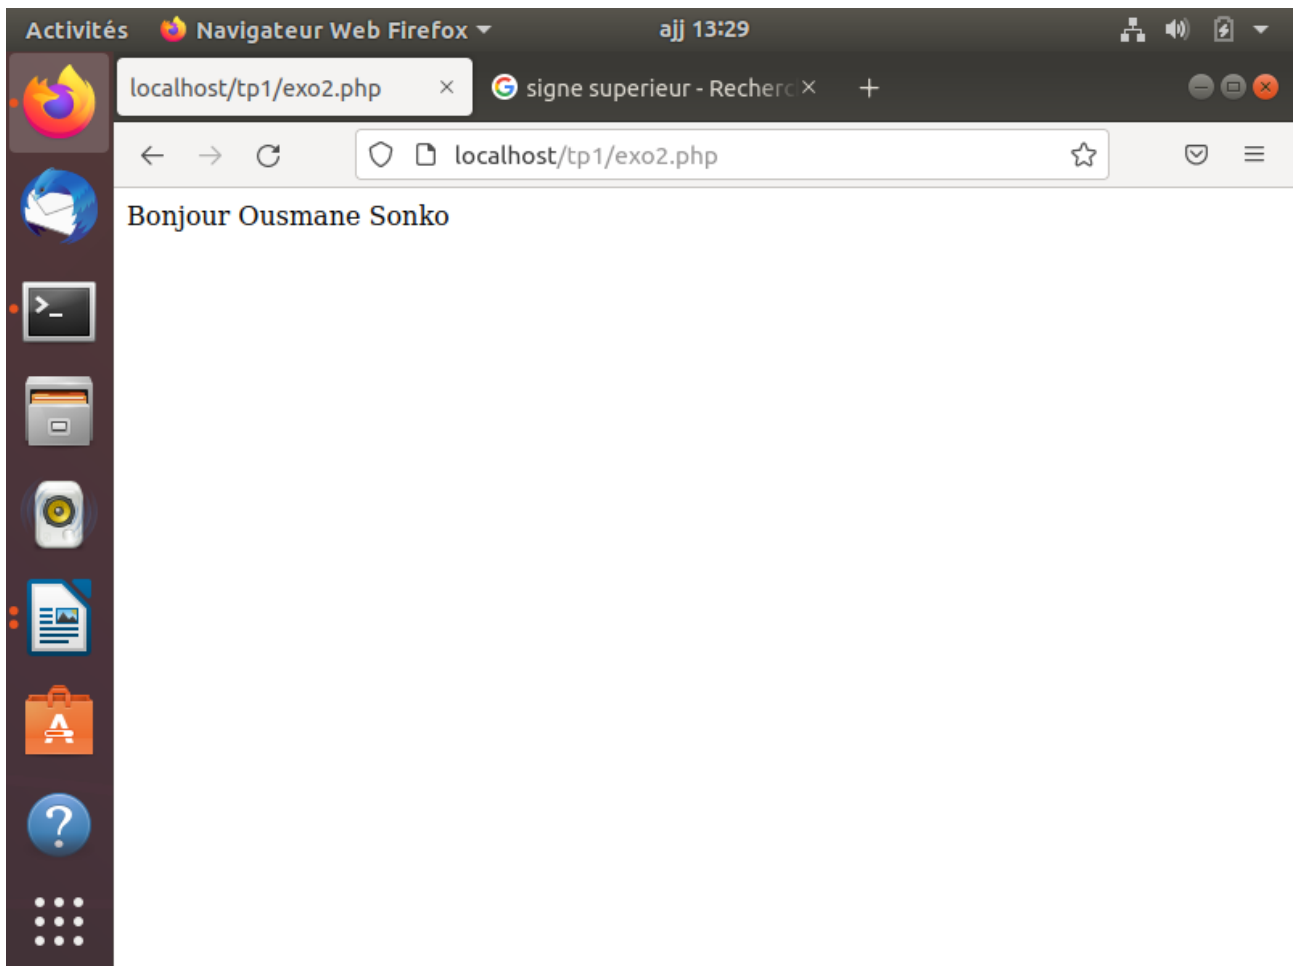 Activités Navigateur Web Firefox ajj 13:29
localhost/tp1/exo2.php signe superieur - Recherc
localhost/tp1/exo2.php
Bonjour Ousmane Sonko